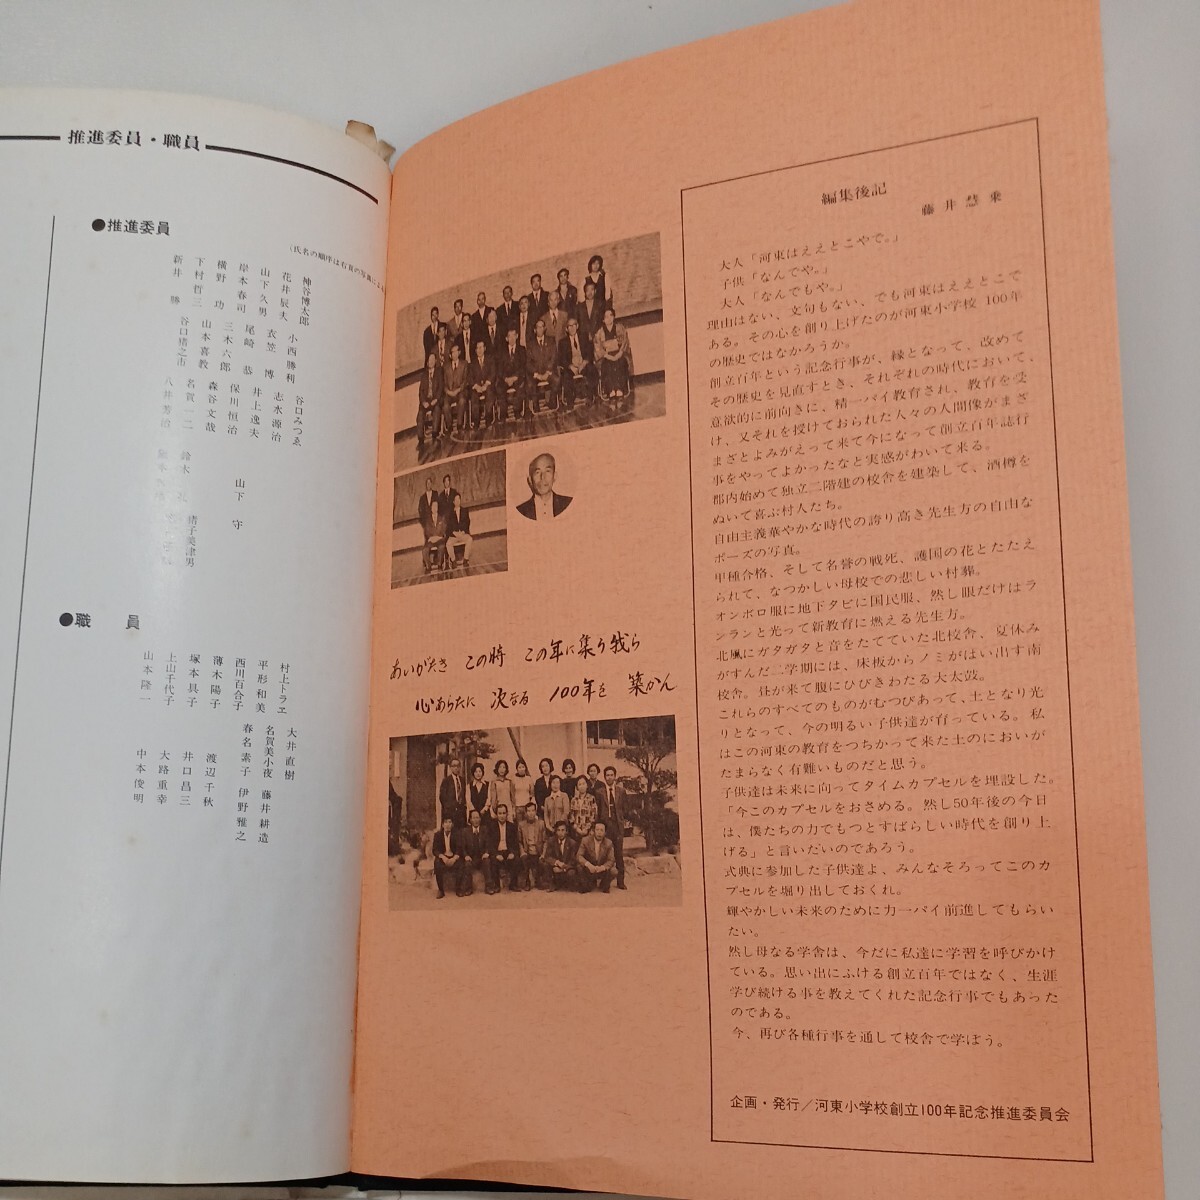 推進委員・職員
●推進委員
(氏名の順序は右頁の写真による
神谷博太郎 小西勝利 谷口みつゑ
花井辰夫 衣笠博 志水源治
山下久男 尾崎恭 井上逸夫 山下守
岸本春司 三木六郎 保川恒治
横野功 山本喜教 森谷文哉 緒子美津男
下村哲三 名賀一二 鈴木
新井勝 谷口猪之市 八井芳治
●職員
村上トラヱ 大井直樹 藤井耕造
平形和美 名賀美小夜 伊野雅之
西川百合子 春名素子
薄木陽子 渡辺千秋
塚本具子 井口昌三
上山千代子 大路重幸
山本隆一 中本俊明
あいがたき この時 この年に集う我ら
心あらたに 次なる 100年を 築かん
編集後記
藤井慧乗
大人「河東はええとこやで。」
子供「なんでや。」
大人「なんでもや。」
理由はない、文句もない、でも河東はええとこで
ある。その心を創り上げたのが河東小学校 100年
の歴史ではなかろうか。
創立百年という記念行事が、縁となって、改めて
その歴史を見直すとき、それぞれの時代において、
意欲的に前向きに、精一パイ教育され、教育を受
け、又それを授けておられた人々の人間像がまざ
まざとよみがえって来て今になって創立百年誌行
事をやってよかったなと実感がわいて来る。
郡内始めて独立二階建の校舎を建築して、酒樽を
ぬいて喜ぶ村人たち。
自由主義華やかな時代の誇り高き先生方の自由な
ポーズの写真。
甲種合格、そして名誉の戦死、護国の花とたたえ
られて、なつかしい母校での悲しい村葬。
オンボロ服に地下タビに国民服、然し眼だけはラ
ンランと光って新教育に燃える先生方。
北風にガタガタと音をたてていた北校舎、夏休み
がすんだ二学期には、床板からノミがはい出す南
校舎。昼が来て腹にひびきわたる大太鼓。
これらのすべてのものがむつびあって、土となり光
りとなって、今の明るい子供達が育っている。私
はこの河東の教育をつちかって来た土のにおいが
たまらなく有難いものだと思う。
子供達は未来に向ってタイムカプセルを埋設した。
「今このカプセルをおさめる。然し50年後の今日
は、僕たちの力でもつとすばらしい時代を創り上
げる」と言いだいのであろう。
式典に参加した子供達よ、みんなそろってこのカ
プセルを堀り出しておくれ。
輝やかしい未来のために力一パイ前進してもらい
たい。
然し母なる学舎は、今だに私達に学習を呼びかけ
ている。思い出にふける創立百年ではなく、生涯
学び続ける事を教えてくれた記念行事でもあった
のである。
今、再び各種行事を通して校舎で学ぼう。
企画・発行/河東小学校創立100年記念推進委員会